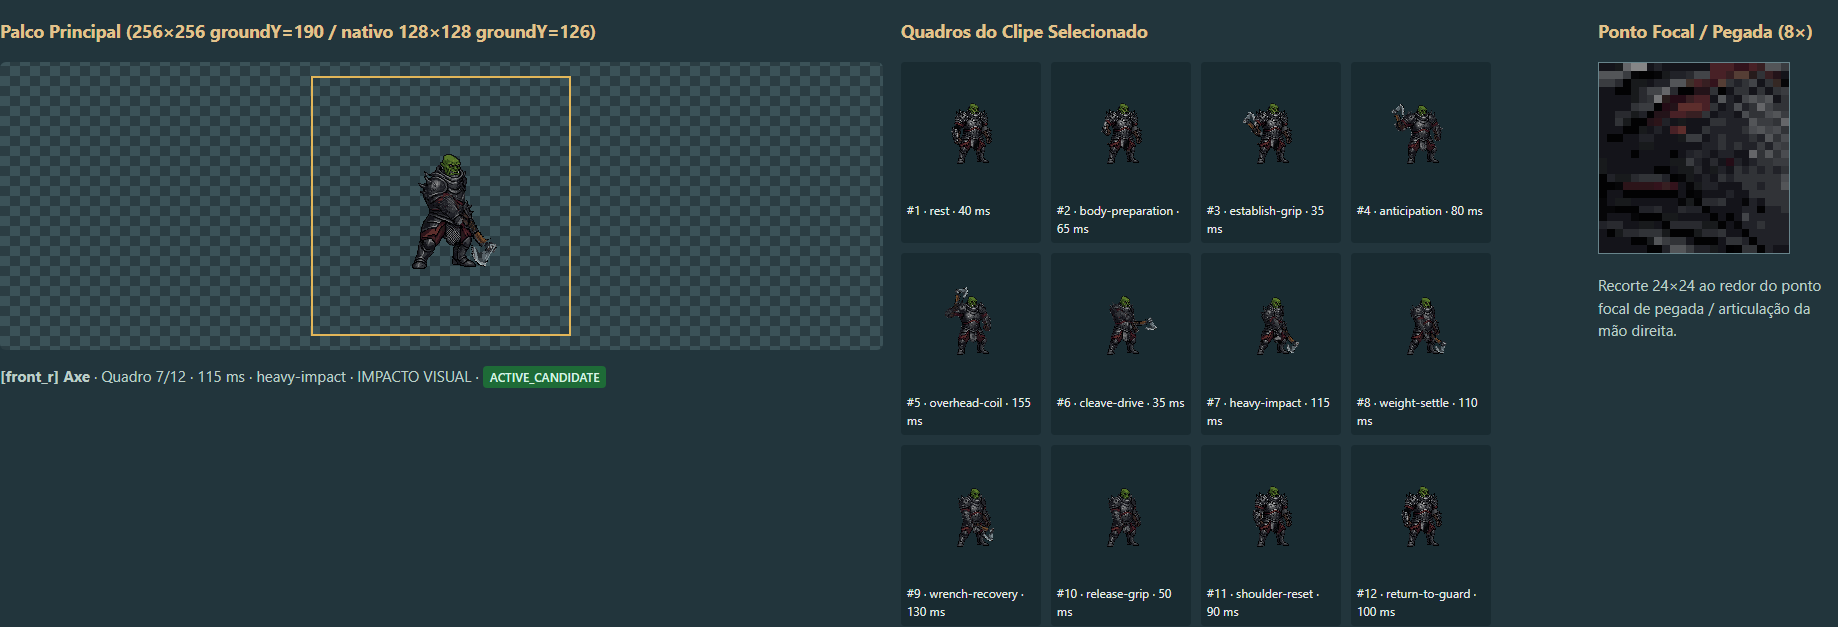 Palco Principal (256×256 groundY=190 / nativo 128×128 groundY=126)
[front_r] Axe · Quadro 7/12 · 115 ms · heavy-impact · IMPACTO VISUAL · ACTIVE_CANDIDATE
Quadros do Clipe Selecionado
#1 · rest · 40 ms
#2 · body-preparation ·
65 ms
#3 · establish-grip · 35
ms
#4 · anticipation · 80 ms
#5 · overhead-coil · 155
ms
#6 · cleave-drive · 35 ms
#7 · heavy-impact · 115
ms
#8 · weight-settle · 110
ms
#9 · wrench-recovery ·
130 ms
#10 · release-grip · 50
ms
#11 · shoulder-reset ·
90 ms
#12 · return-to-guard ·
100 ms
Ponto Focal / Pegada (8×)
Recorte 24×24 ao redor do ponto
focal de pegada / articulação da
mão direita.